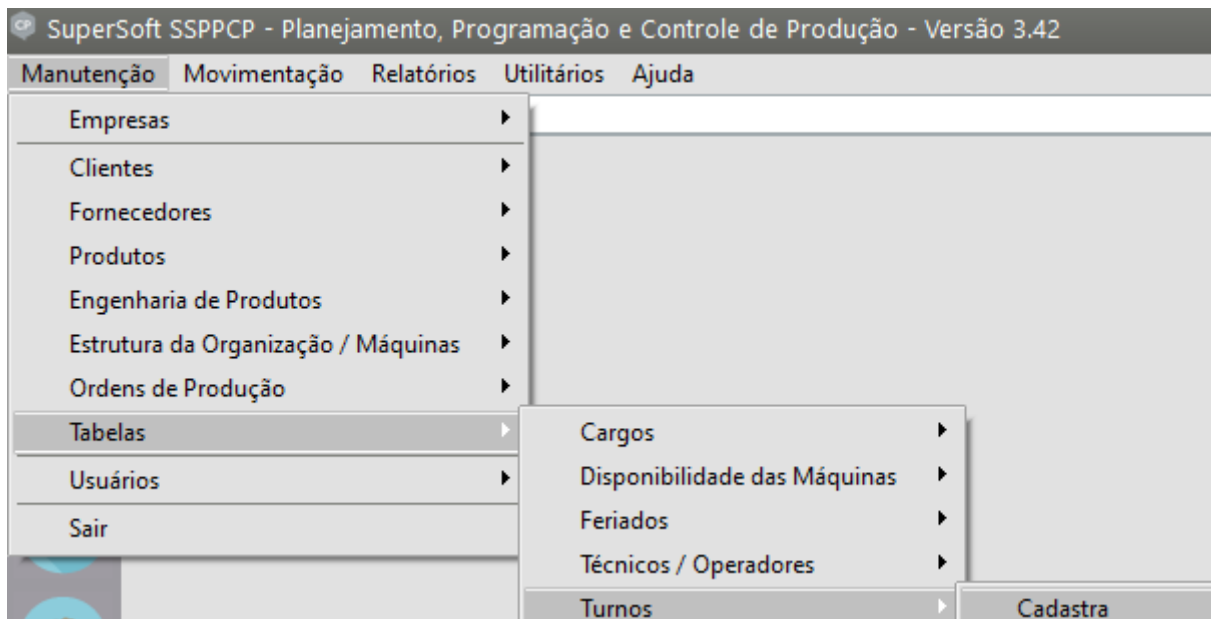 SuperSoft SSPPCP - Planejamento, Programação e Controle de Produção - Versão 3.42
Manutenção Movimentação Relatórios Utilitários Ajuda
Empresas
Clientes
Fornecedores
Produtos
Engenharia de Produtos
Estrutura da Organização / Máquinas
Ordens de Produção
Tabelas
Usuários
Sair
Cargos
Disponibilidade das Máquinas
Feriados
Técnicos / Operadores
Turnos
Cadastra